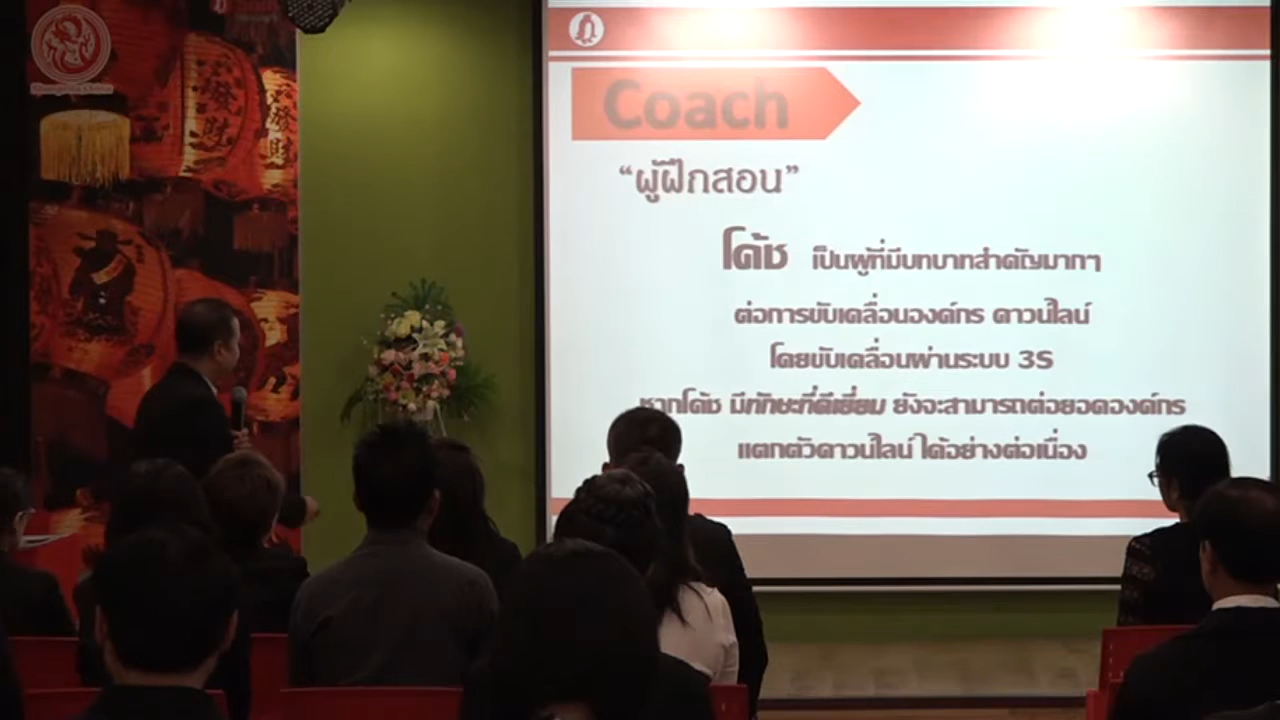 Coach
“ผู้ฝึกสอน”
โค้ช เป็นผู้ที่มีบทบาทสำคัญมากๆ
ต่อการขับเคลื่อนองค์กร ดาวน์ไลน์
โดยขับเคลื่อนผ่านระบบ 3S
หากโค้ช มีทักษะที่ดีเยี่ยม ยังจะสามารถต่อยอดองค์กร
แตกตัวดาวน์ไลน์ ได้อย่างต่อเนื่อง
發財
發財